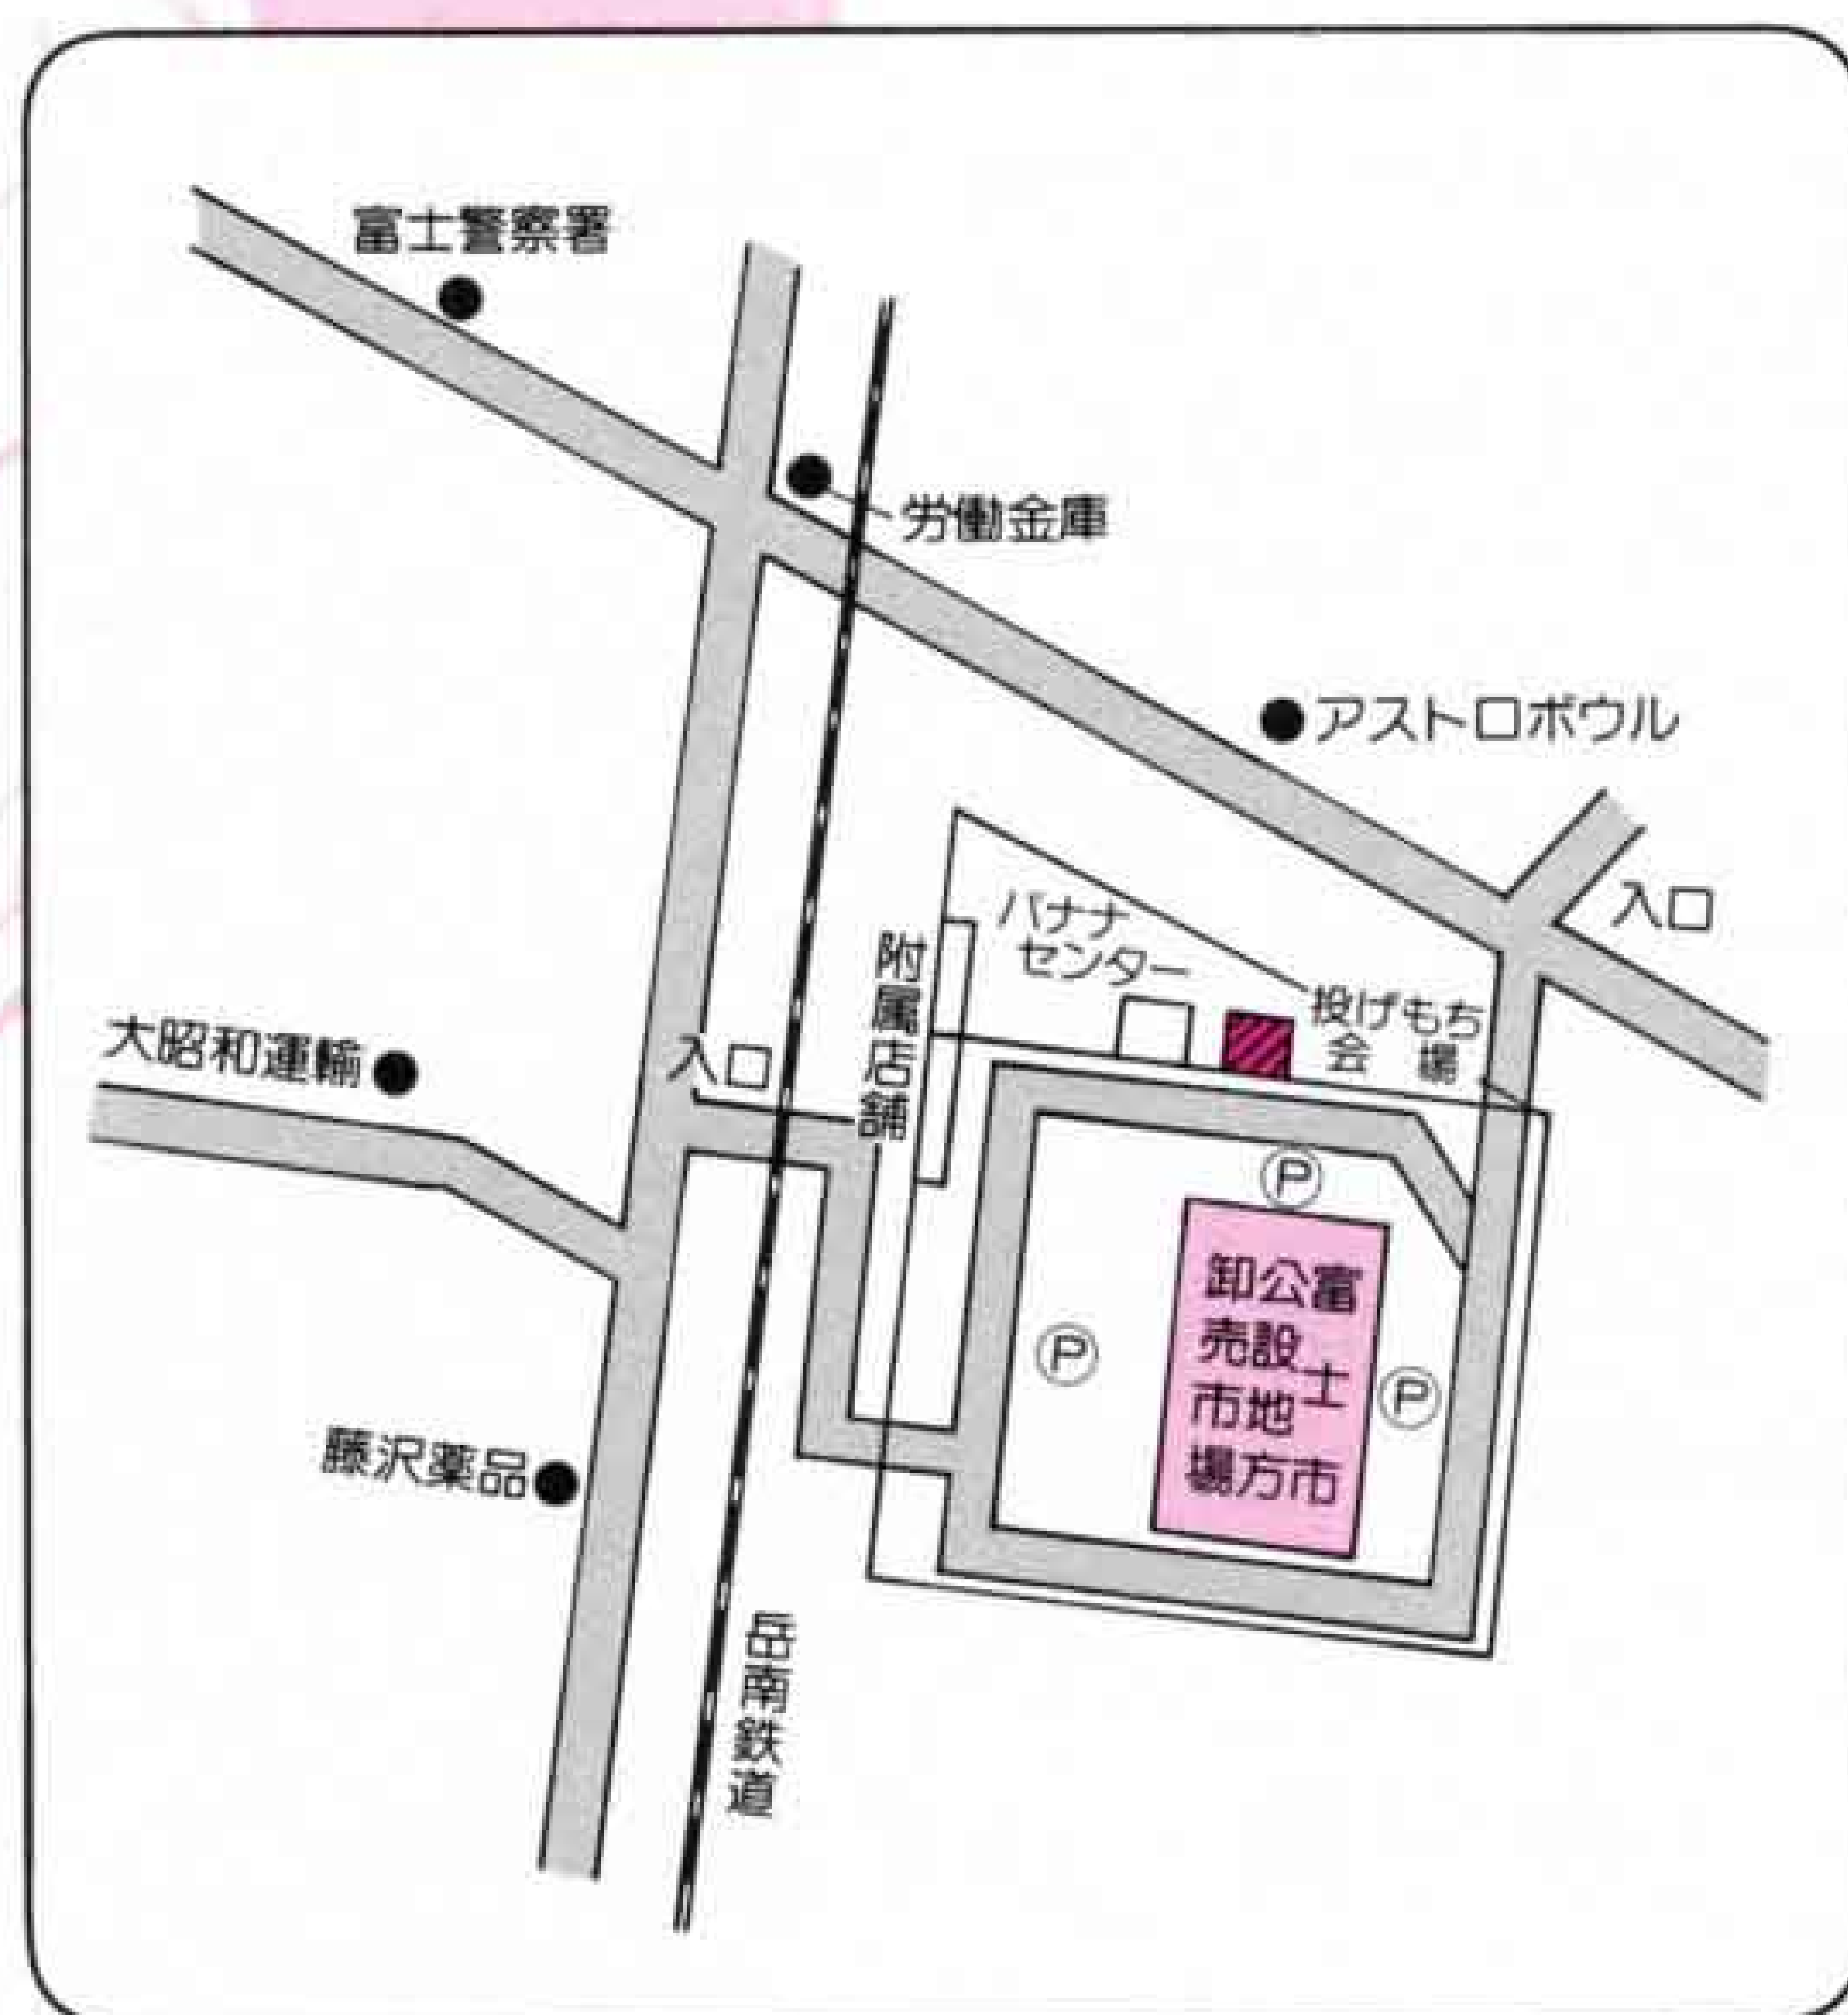 富士警察署
労働金庫
アストロボウル
入口
バナナ
センター
投げもち
会場
附属店舗
入口
大昭和運輸
P
富士市
公設地方
卸売市場
P
P
藤沢薬品
岳南鉄道